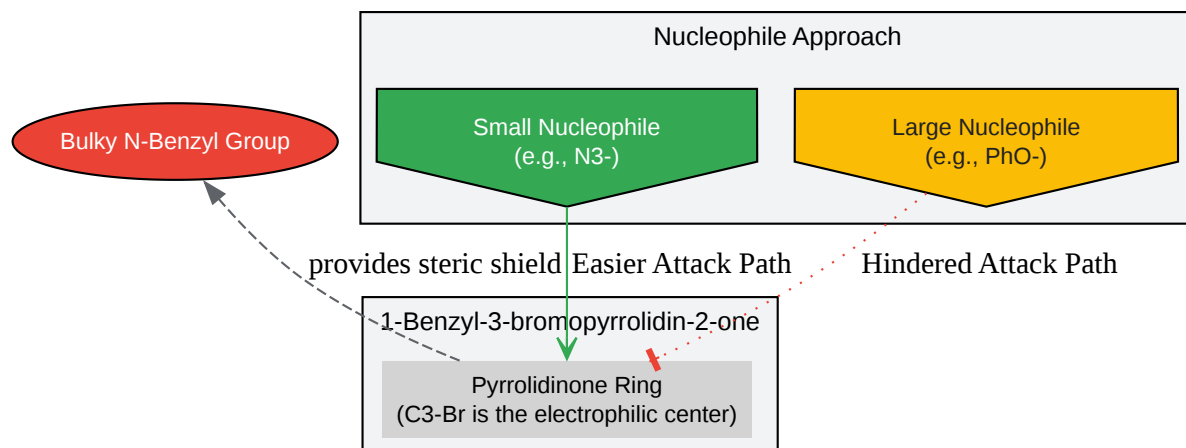 Nucleophile Approach
Bulky N-Benzyl Group
Small Nucleophile
(e.g., N3-)
Large Nucleophile
(e.g., PhO-)
provides steric shield
Easier Attack Path
Hindered Attack Path
1-Benzyl-3-bromopyrrolidin-2-one
Pyrrolidinone Ring
(C3-Br is the electrophilic center)